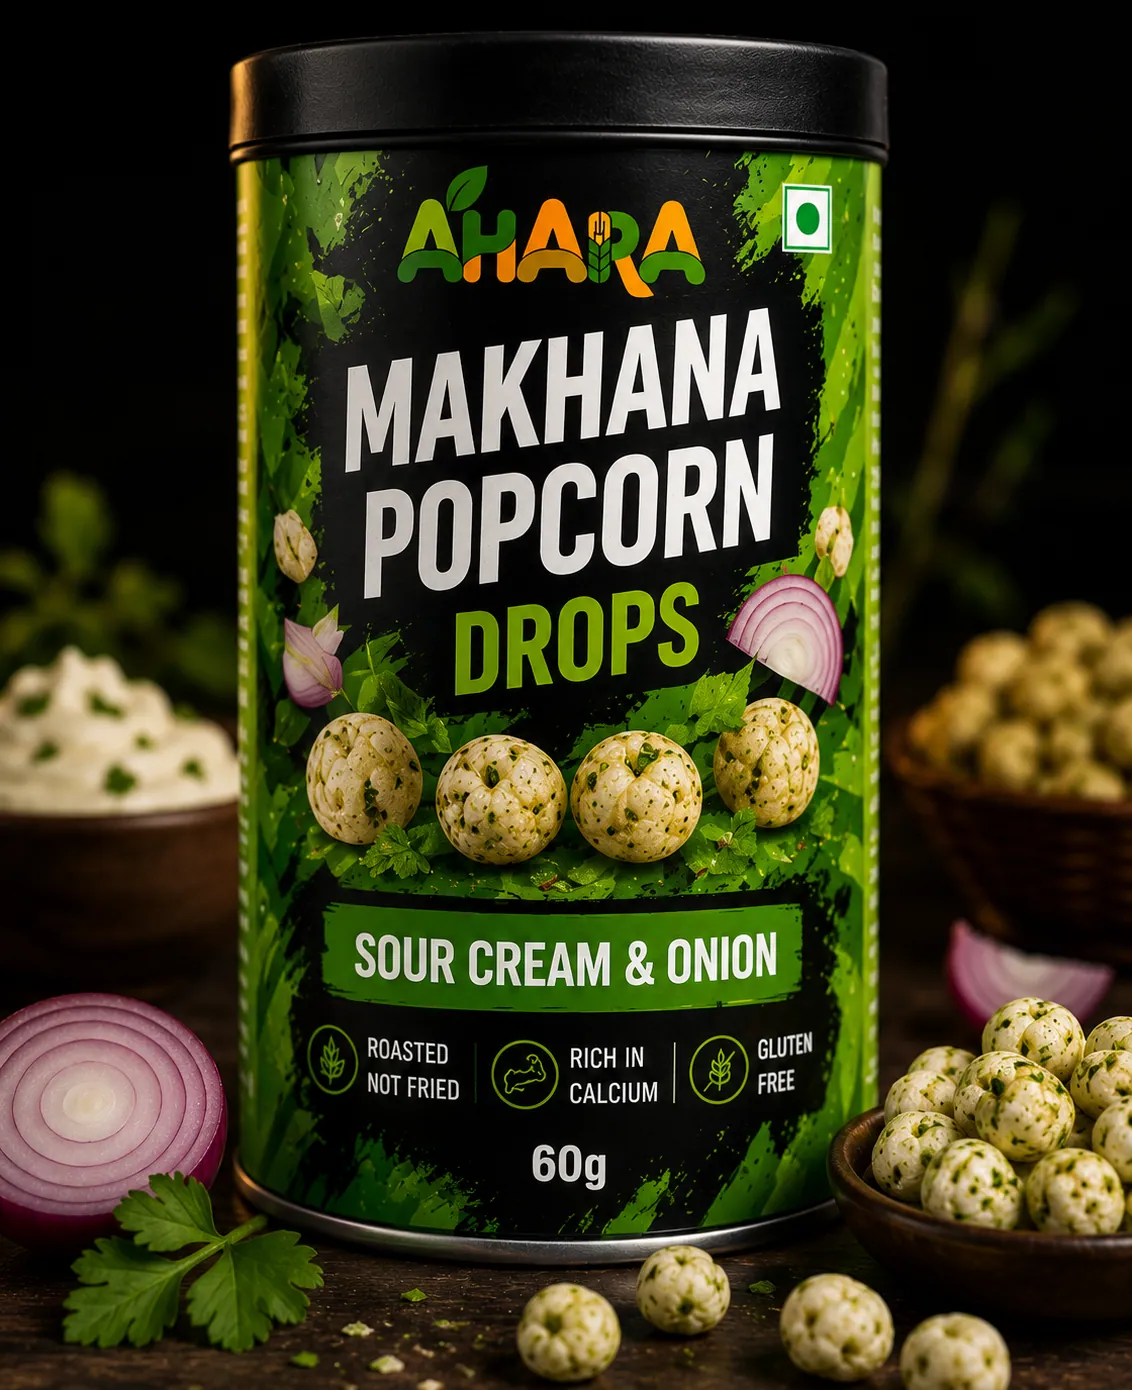 AHARA
MAKHANA
POPCORN
DROPS
SOUR CREAM & ONION
ROASTED
NOT FRIED
RICH IN
CALCIUM
GLUTEN
FREE
60g